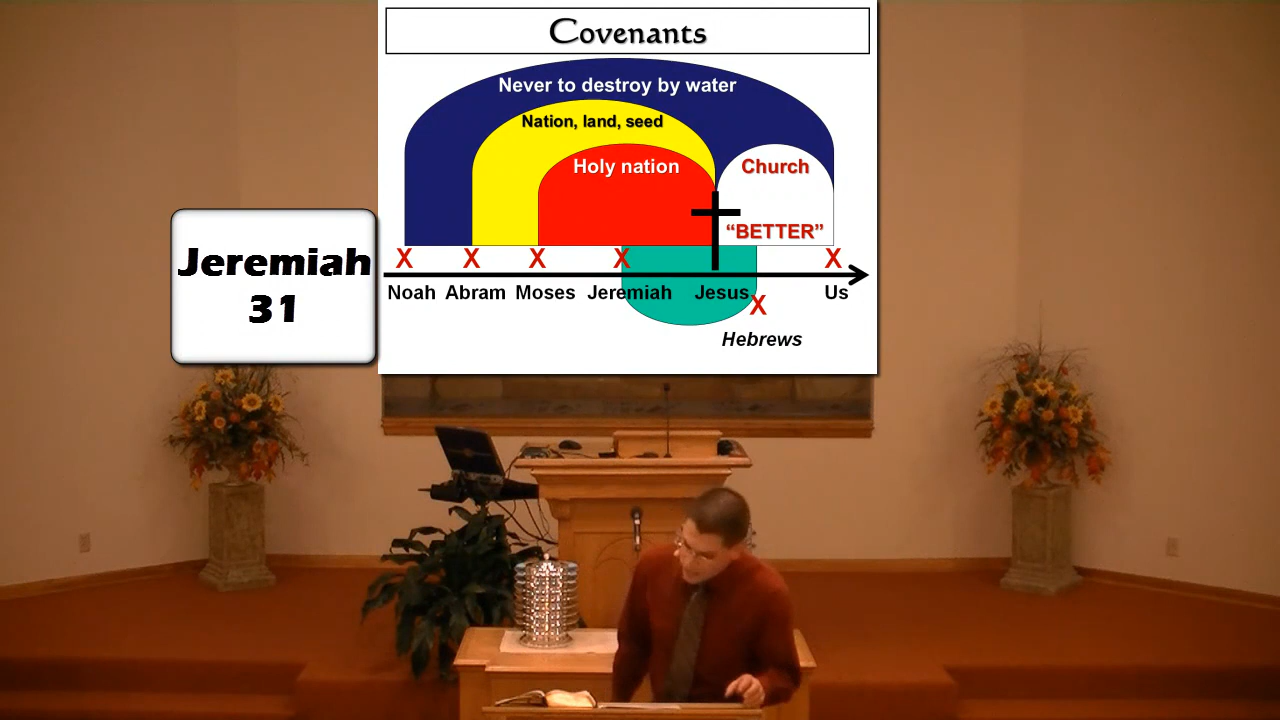 Covenants
Never to destroy by water
Nation, land, seed
Holy nation
Church
“BETTER”
X X X X X
Noah Abram Moses Jeremiah Jesus Us
X
Hebrews
Jeremiah
31